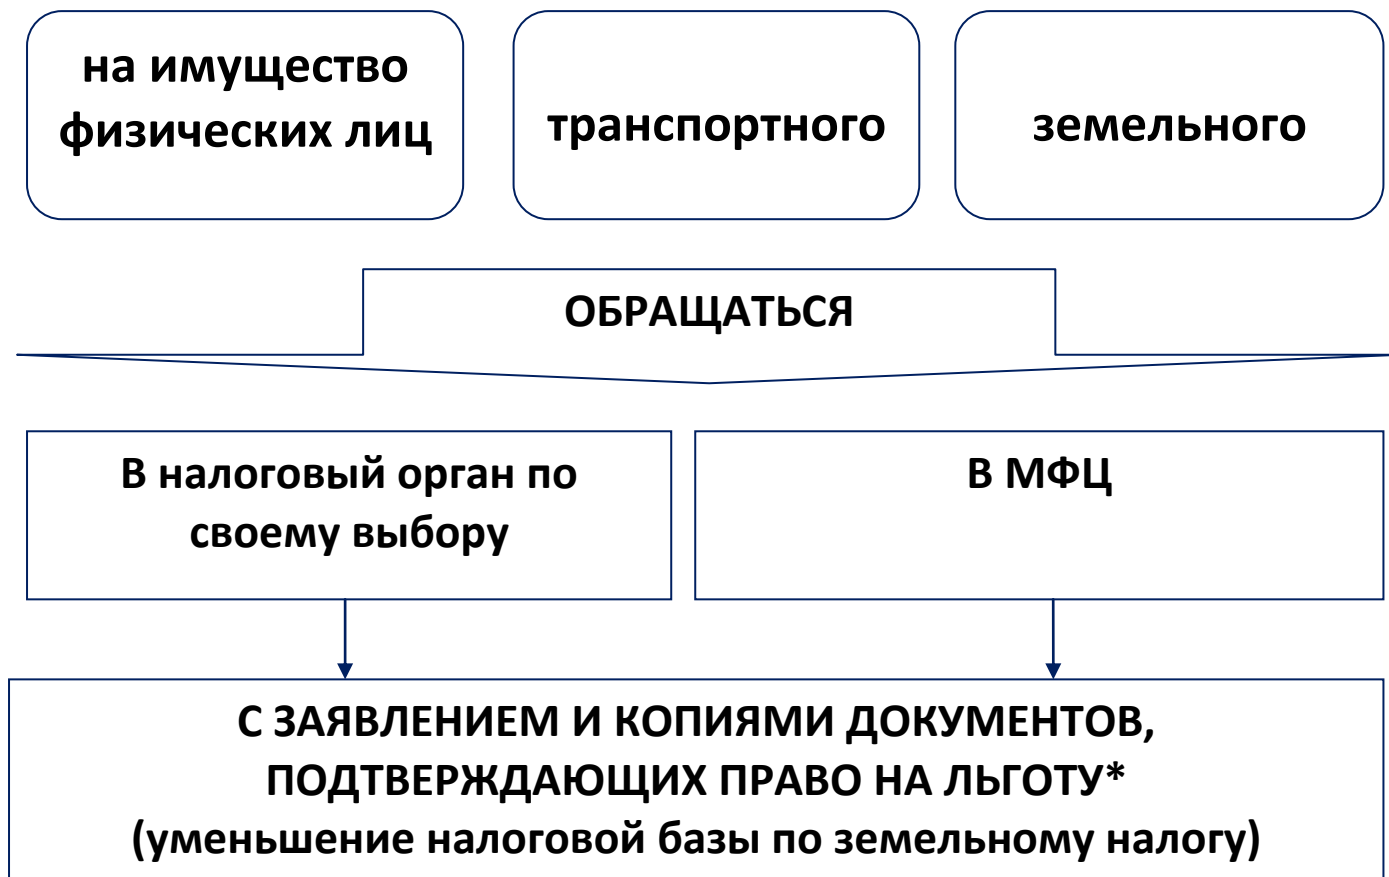 на имущество
физических лиц
транспортного
земельного
ОБРАЩАТЬСЯ
В налоговый орган по
своему выбору
В МФЦ
С ЗАЯВЛЕНИЕМ И КОПИЯМИ ДОКУМЕНТОВ,
ПОДТВЕРЖДАЮЩИХ ПРАВО НА ЛЬГОТУ*
(уменьшение налоговой базы по земельному налогу)